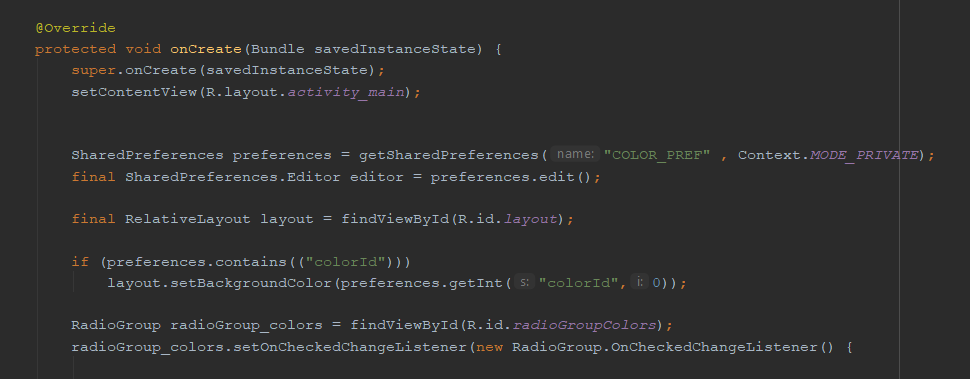 @Override
protected void onCreate(Bundle savedInstanceState) {
super.onCreate(savedInstanceState);
setContentView(R.layout.activity_main);
SharedPreferences preferences = getSharedPreferences( name: "COLOR_PREF" , Context.MODE_PRIVATE);
final SharedPreferences.Editor editor = preferences.edit();
final RelativeLayout layout = findViewById(R.id.layout);
if (preferences.contains(("colorId")))
layout.setBackgroundColor(preferences.getInt( s: "colorId", i: 0));
RadioGroup radioGroup_colors = findViewById(R.id.radioGroupColors);
radioGroup_colors.setOnCheckedChangeListener(new RadioGroup.OnCheckedChangeListener() {